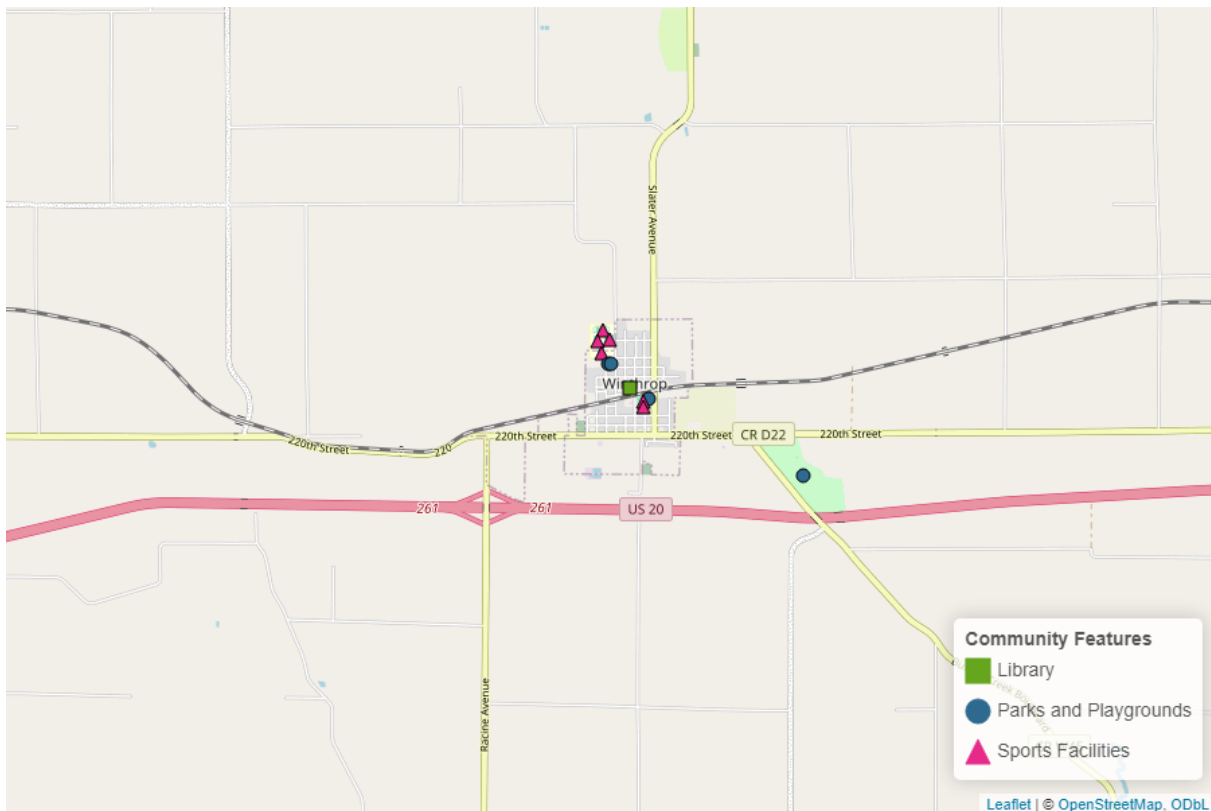 Slater Avenue
Winthrop
220th Street
220
220th Street
220th Street
CR D22
220th Street
261
261
US 20
Racine Avenue
Community Features
Library
Parks and Playgrounds
Sports Facilities
Leaflet | © OpenStreetMap, ODbL